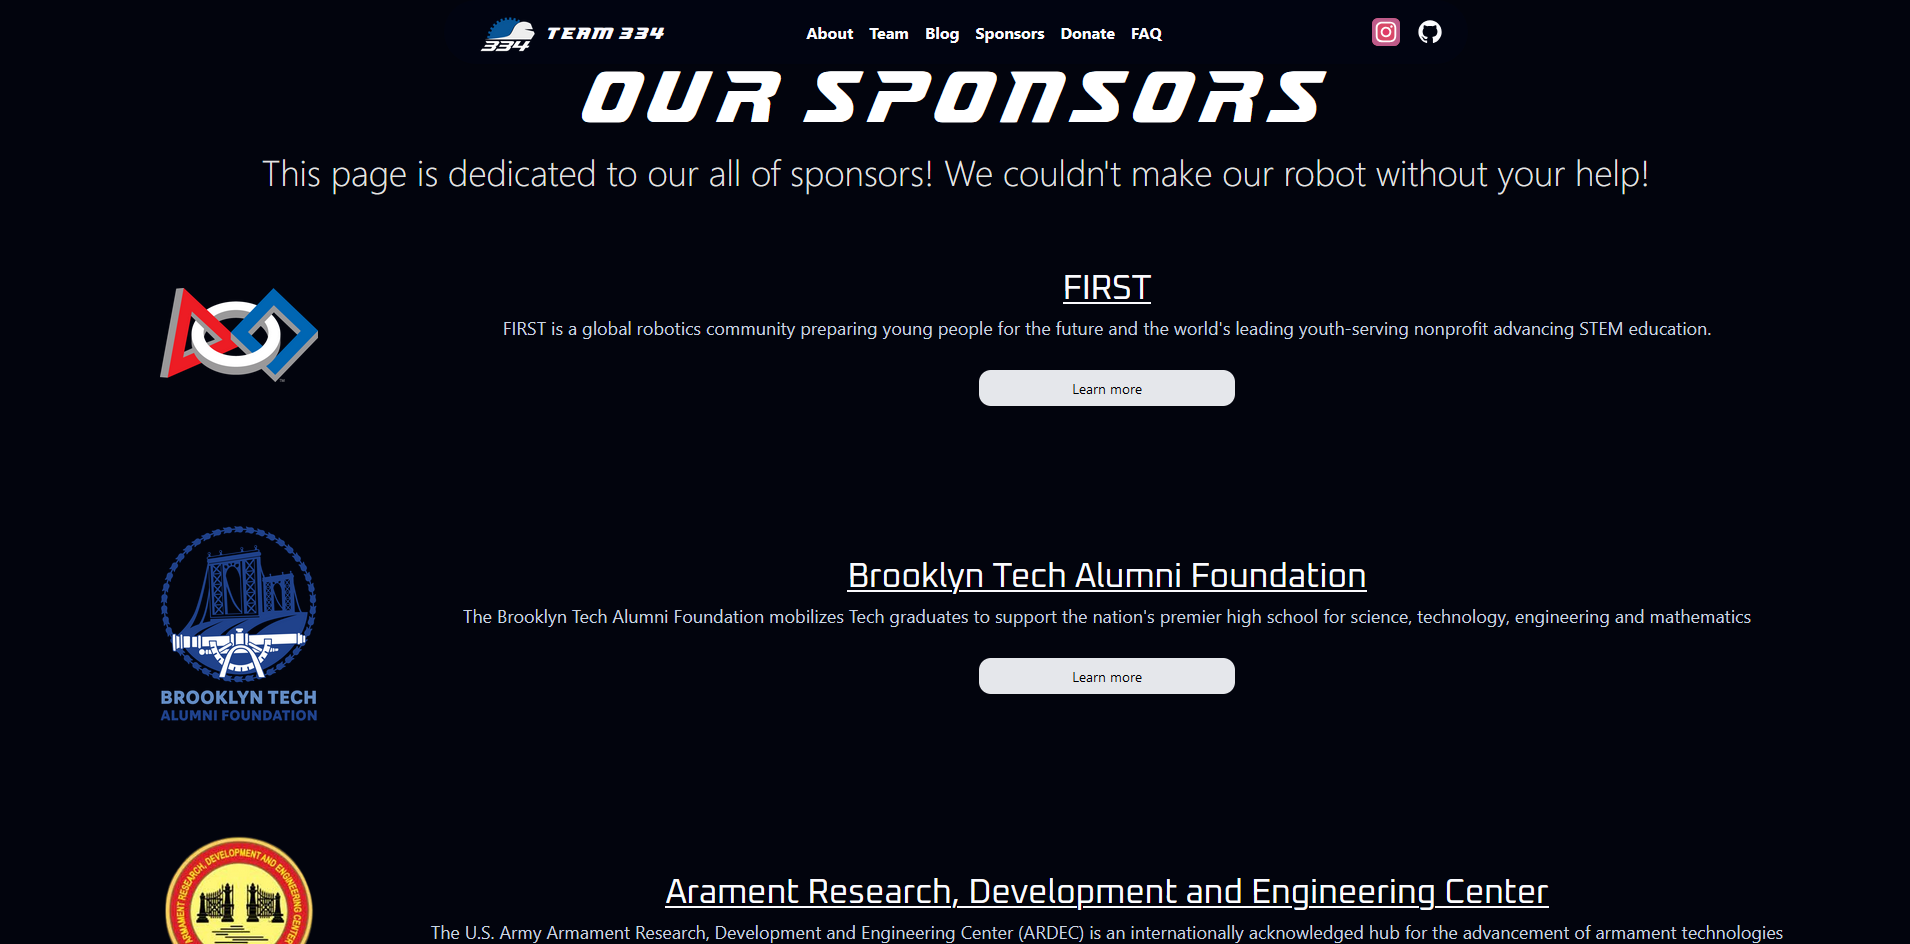 334 TEAM 334
About Team Blog Sponsors Donate FAQ
OUR SPONSORS
This page is dedicated to our all of sponsors! We couldn't make our robot without your help!
FIRST
FIRST is a global robotics community preparing young people for the future and the world's leading youth-serving nonprofit advancing STEM education.
Learn more
BROOKLYN TECH
ALUMNI FOUNDATION
Brooklyn Tech Alumni Foundation
The Brooklyn Tech Alumni Foundation mobilizes Tech graduates to support the nation's premier high school for science, technology, engineering and mathematics
Learn more
ARMAMENT RESEARCH, DEVELOPMENT AND ENGINEERING CENTER
Arament Research, Development and Engineering Center
The U.S. Army Armament Research, Development and Engineering Center (ARDEC) is an internationally acknowledged hub for the advancement of armament technologies